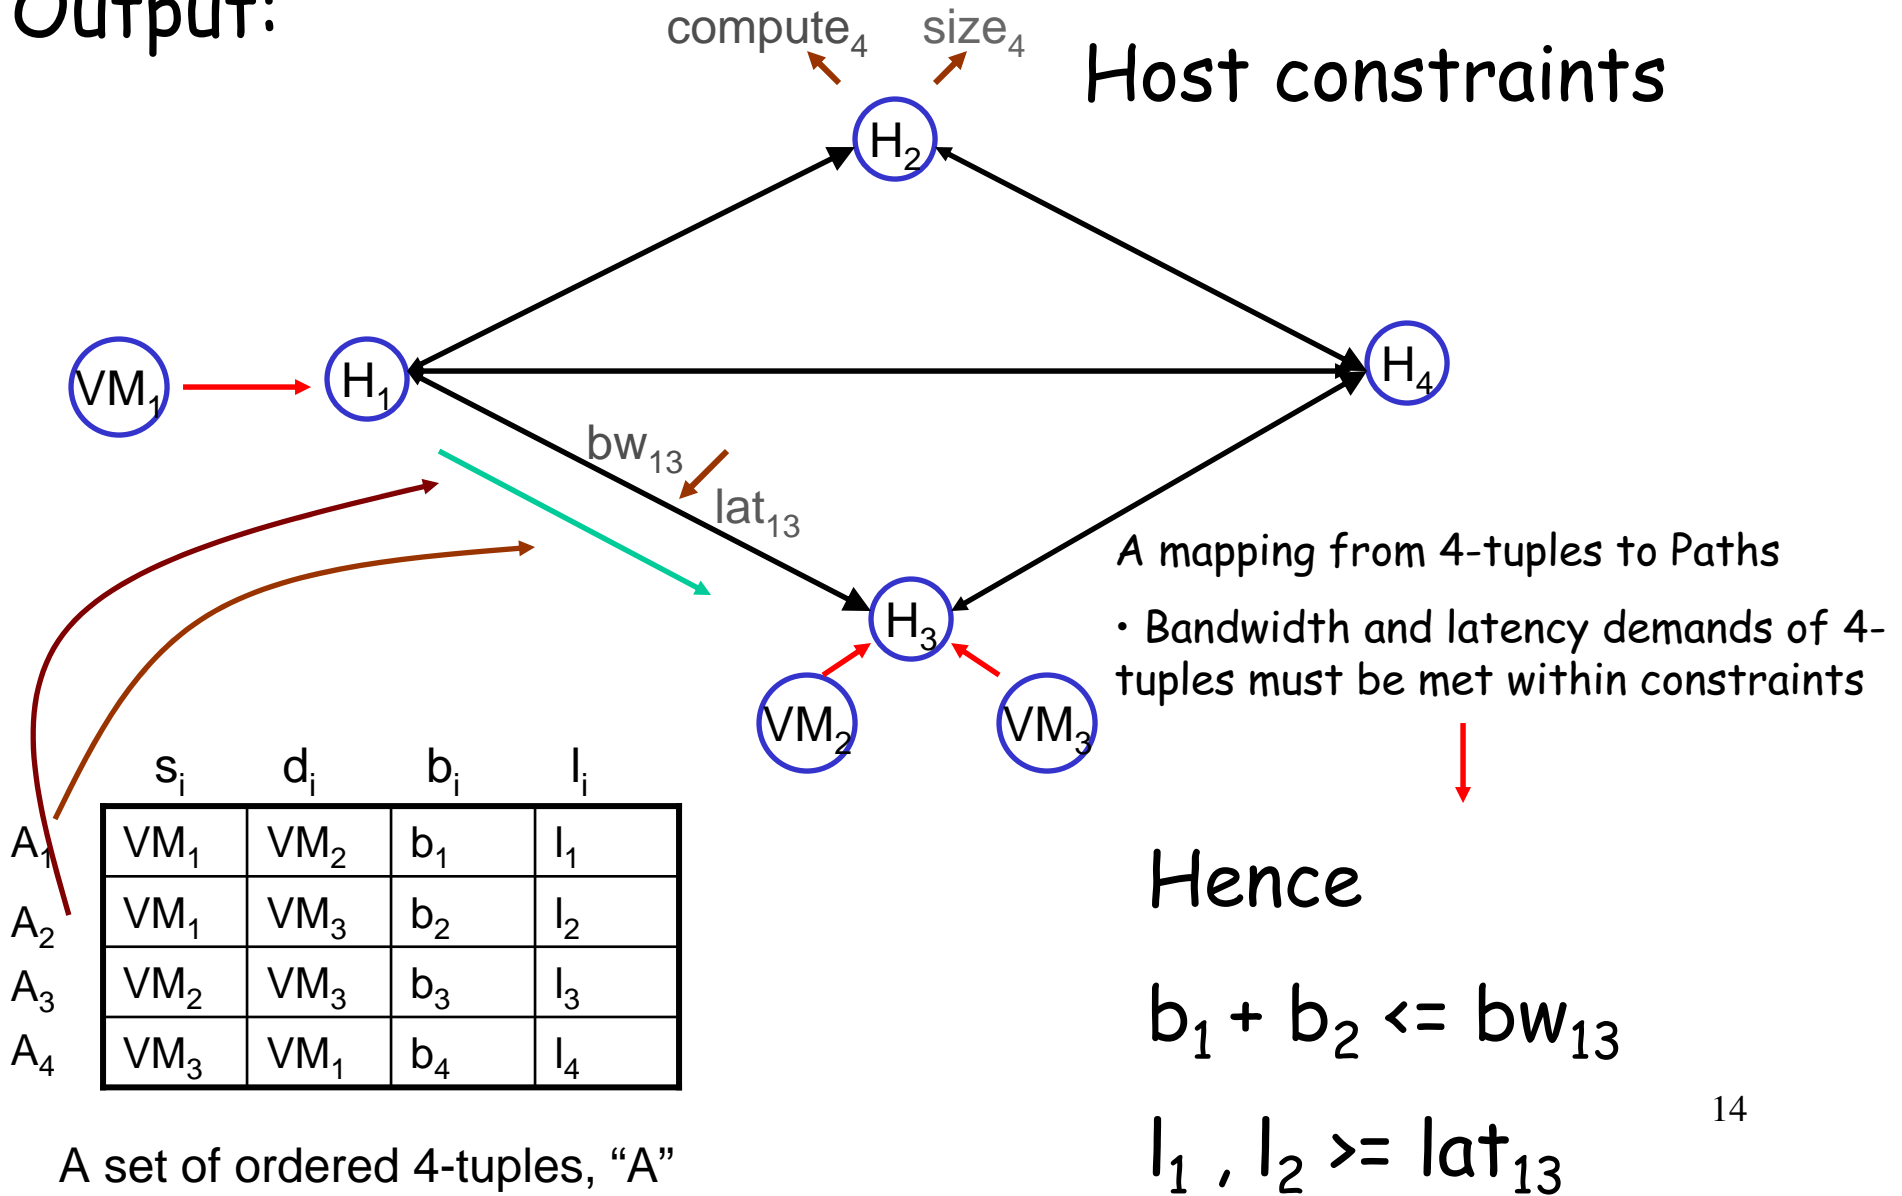 Output:
compute₄ size₄
Host constraints
H₂
VM₁ H₁ H₄
bw₁₃
lat₁₃
H₃
VM₂ VM₃
A mapping from 4-tuples to Paths
• Bandwidth and latency demands of 4-
tuples must be met within constraints
sᵢ dᵢ bᵢ lᵢ
A₁ VM₁ VM₂ b₁ l₁
A₂ VM₁ VM₃ b₂ l₂
A₃ VM₂ VM₃ b₃ l₃
A₄ VM₃ VM₁ b₄ l₄
A set of ordered 4-tuples, “A”
Hence
b₁ + b₂ <= bw₁₃
l₁ , l₂ >= lat₁₃
14